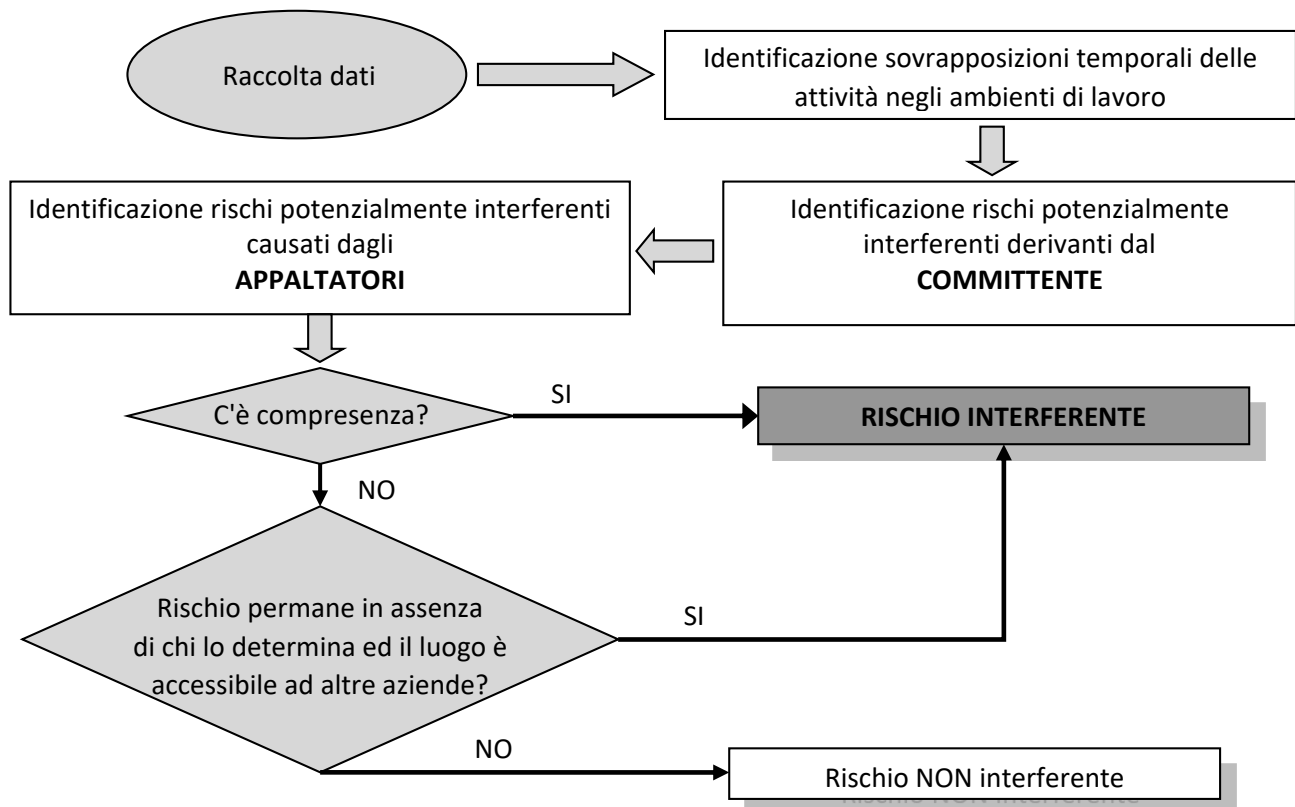 Raccolta dati
Identificazione sovrapposizioni temporali delle
attività negli ambienti di lavoro
Identificazione rischi potenzialmente interferenti
causati dagli
APPALTATORI
Identificazione rischi potenzialmente
interferenti derivanti dal
COMMITTENTE
C'è compresenza?
SI
RISCHIO INTERFERENTE
NO
Rischio permane in assenza
di chi lo determina ed il luogo è
accessibile ad altre aziende?
SI
NO
Rischio NON interferente